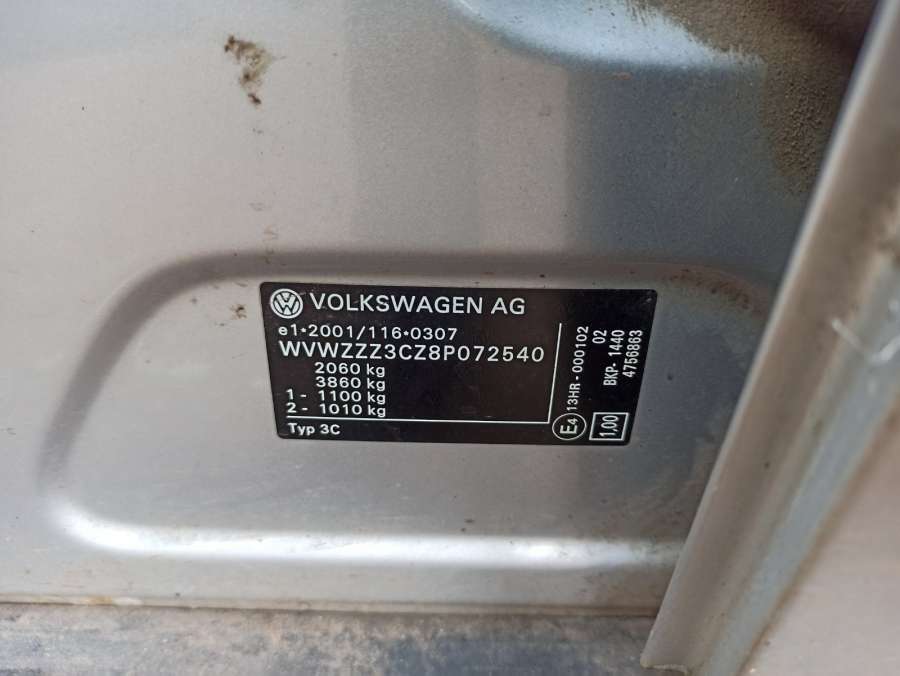 VOLKSWAGEN AG
e1*2001/116*0307
WVWZZZ3CZ8P072540
2060 kg
3860 kg
1 - 1100 kg
2 - 1010 kg
Typ 3C
E4
13HR-000102
02
BKP-1440
4756863
1,00